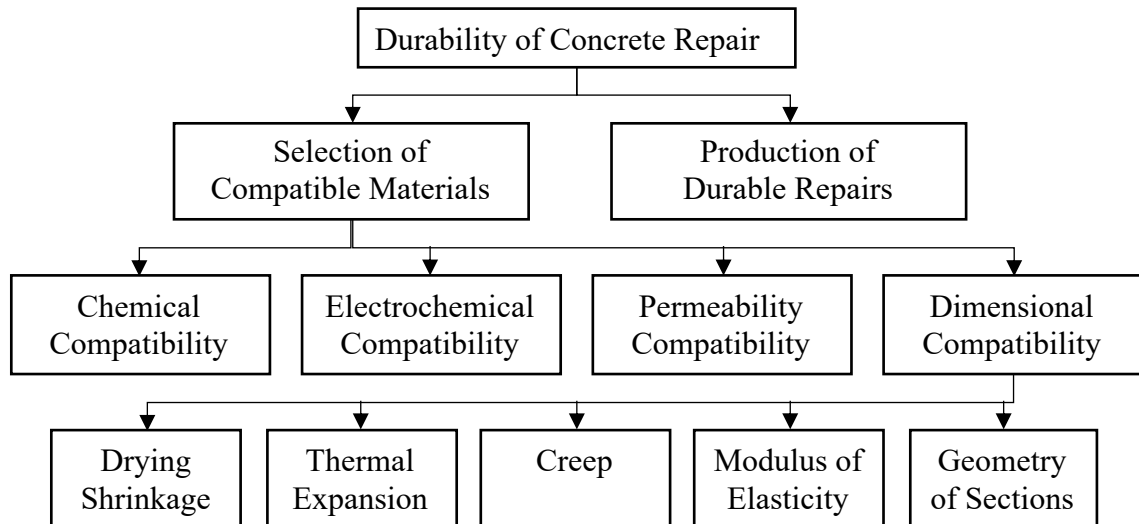 Durability of Concrete Repair
Selection of
Compatible Materials
Production of
Durable Repairs
Chemical
Compatibility
Electrochemical
Compatibility
Permeability
Compatibility
Dimensional
Compatibility
Drying
Shrinkage
Thermal
Expansion
Creep
Modulus of
Elasticity
Geometry
of Sections